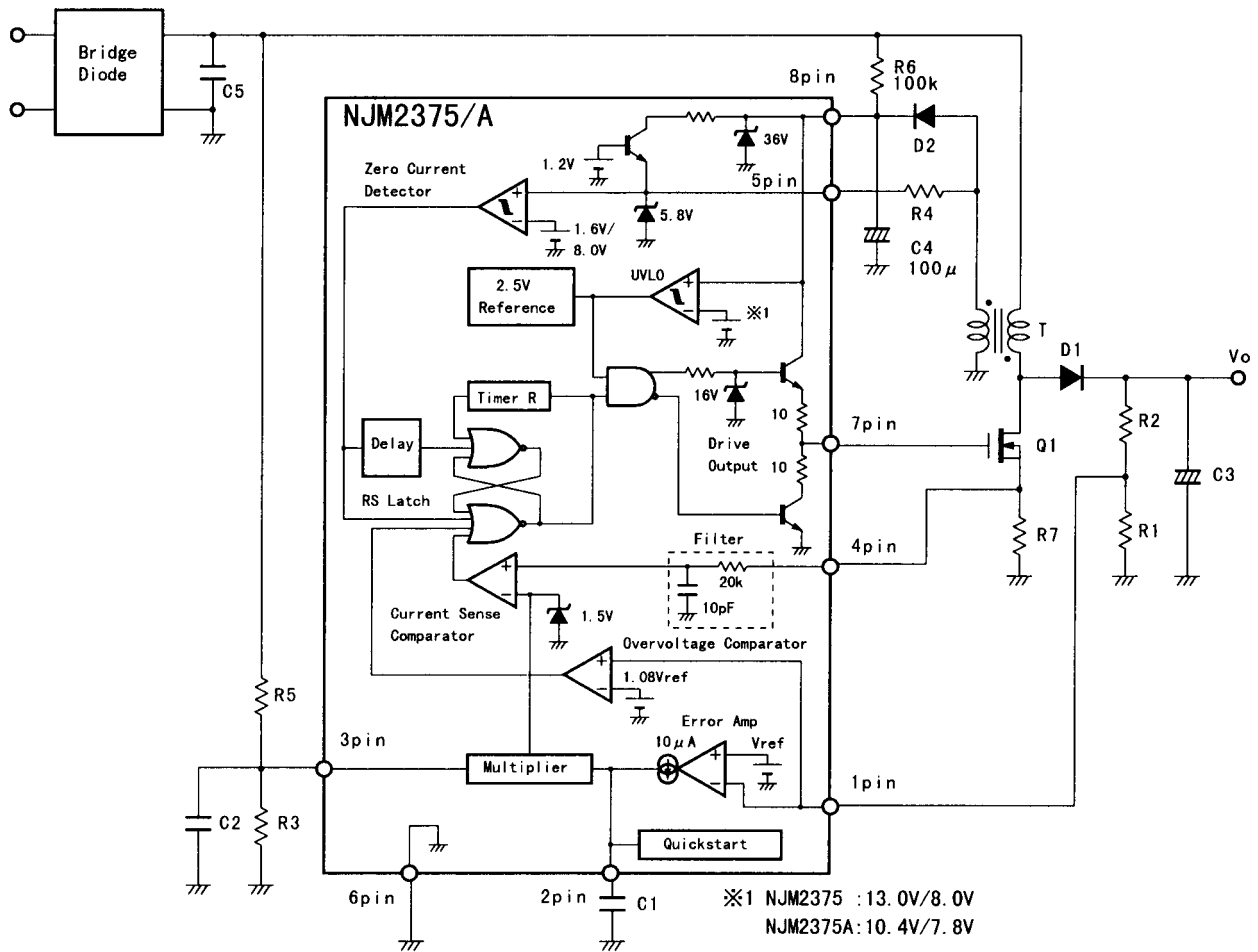 Bridge
Diode
C5
R6
100k
8pin
NJM2375/A
36V
D2
1.2V
Zero Current
Detector
5pin
R4
5.8V
1.6V/
8.0V
C4
100μ
UVLO
2.5V
Reference
※1
T
D1
Vo
Timer R
16V
10
7pin
R2
Delay
Drive
Output
10
Q1
C3
RS Latch
Filter
4pin
R7
R1
20k
10pF
Current Sense
Comparator
1.5V
Overvoltage Comparator
1.08Vref
R5
Error Amp
3pin
10μA
Vref
Multiplier
1pin
C2
R3
Quickstart
6pin
2pin
C1
※1 NJM2375 :13.0V/8.0V
NJM2375A:10.4V/7.8V